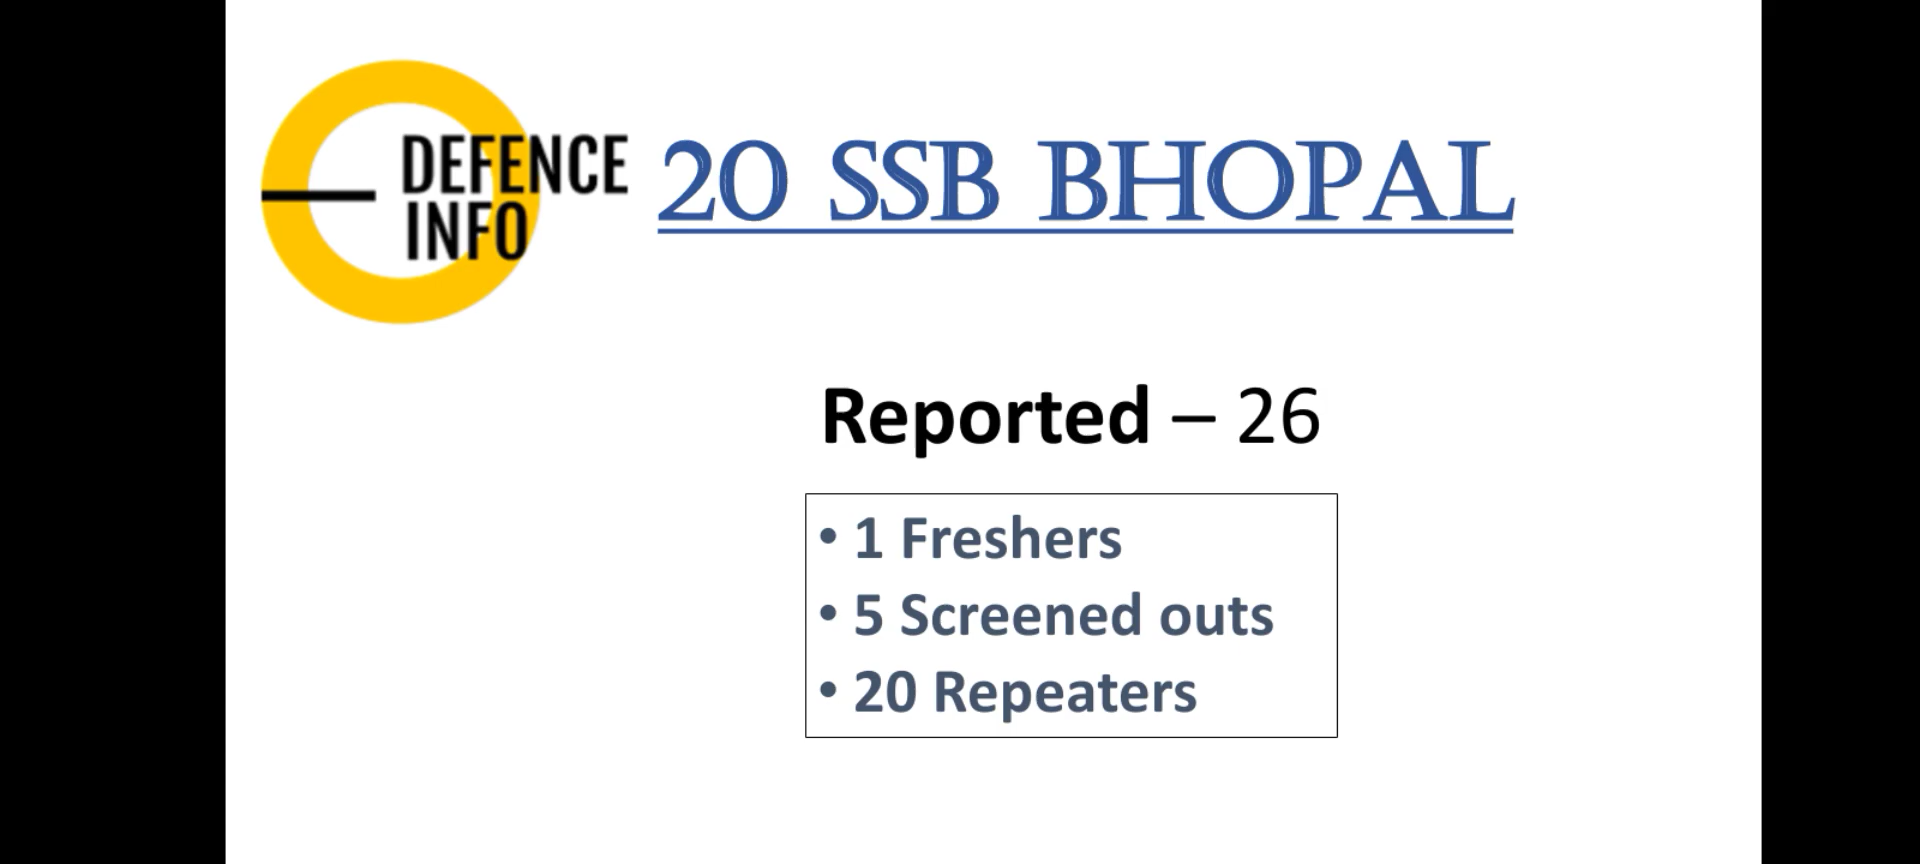 DEFENCE
INFO
20 SSB BHOPAL
Reported – 26
• 1 Freshers
• 5 Screened outs
• 20 Repeaters